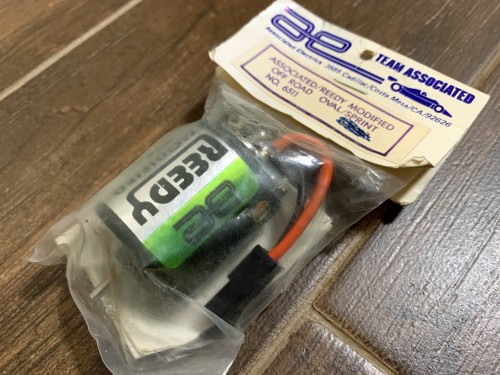 TEAM ASSOCIATED
Associated Electrics 3585 Cadillac/Costa Mesa/CA/92626
ASSOCIATED/REEDY MODIFIED
OFF ROAD OVAL/SPRINT
NO. 6511
REEDY